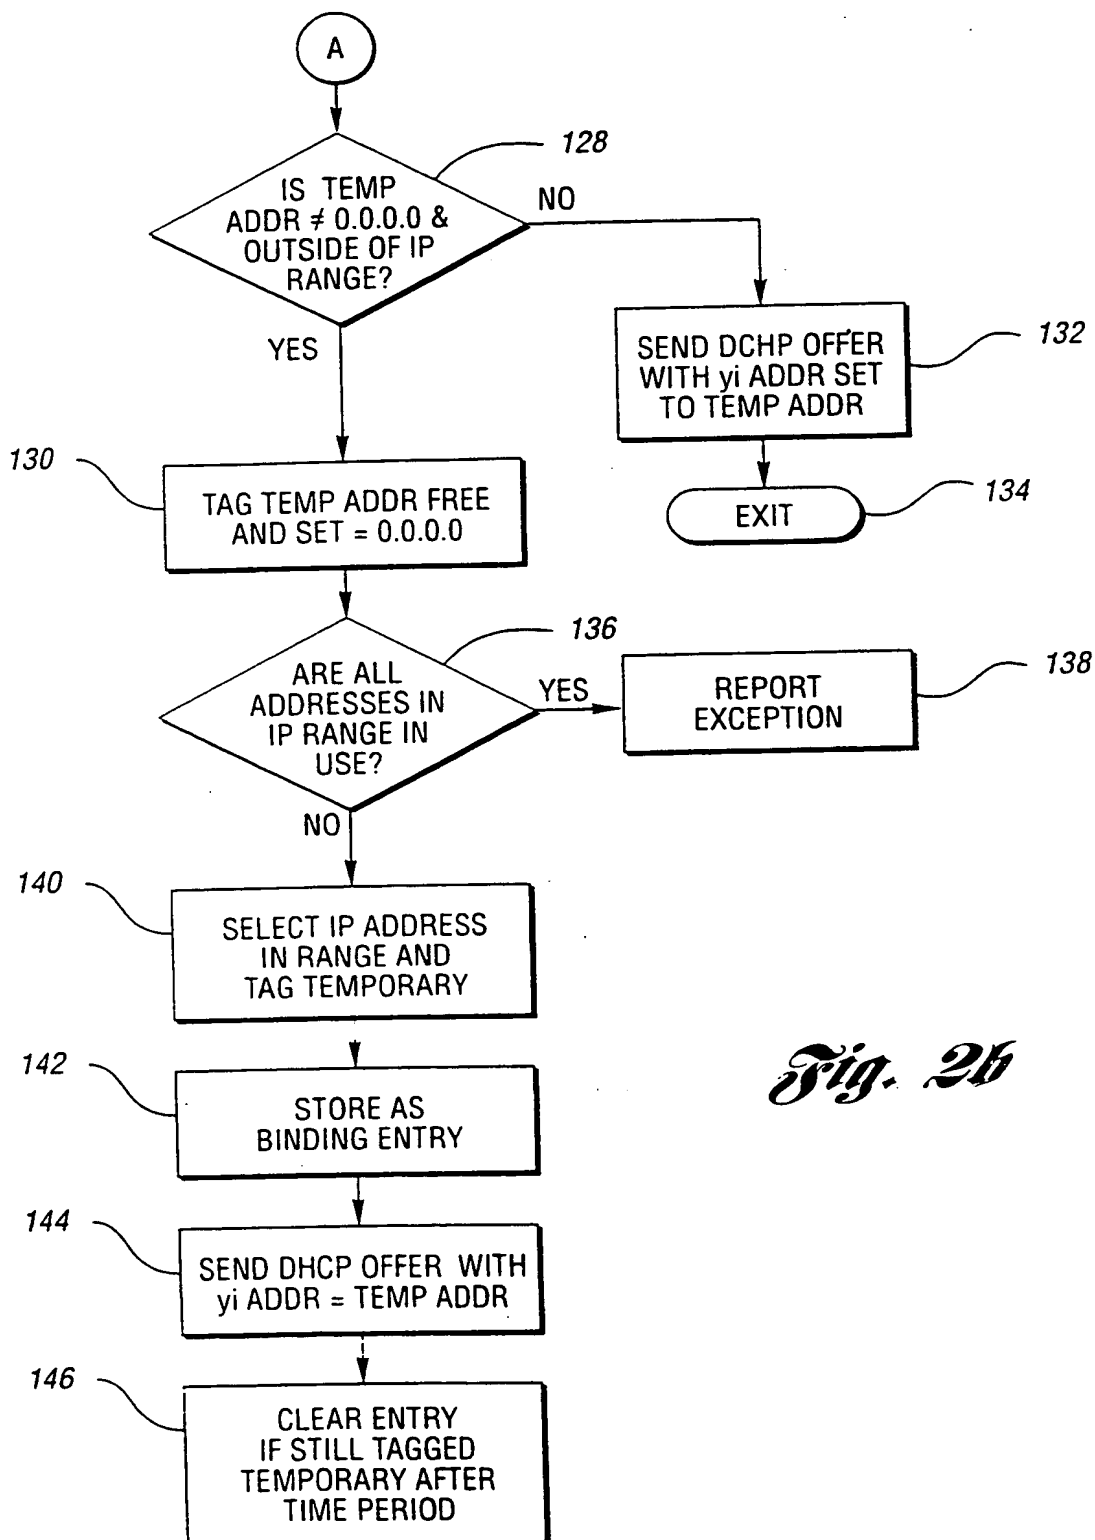 A
128
IS TEMP
ADDR ≠ 0.0.0.0 &
OUTSIDE OF IP
RANGE?
NO
YES
SEND DCHP OFFER
WITH yi ADDR SET
TO TEMP ADDR
132
EXIT
134
130
TAG TEMP ADDR FREE
AND SET = 0.0.0.0
136
ARE ALL
ADDRESSES IN
IP RANGE IN
USE?
YES
REPORT
EXCEPTION
138
NO
140
SELECT IP ADDRESS
IN RANGE AND
TAG TEMPORARY
142
STORE AS
BINDING ENTRY
144
SEND DHCP OFFER WITH
yi ADDR = TEMP ADDR
146
CLEAR ENTRY
IF STILL TAGGED
TEMPORARY AFTER
TIME PERIOD
Fig. 2b